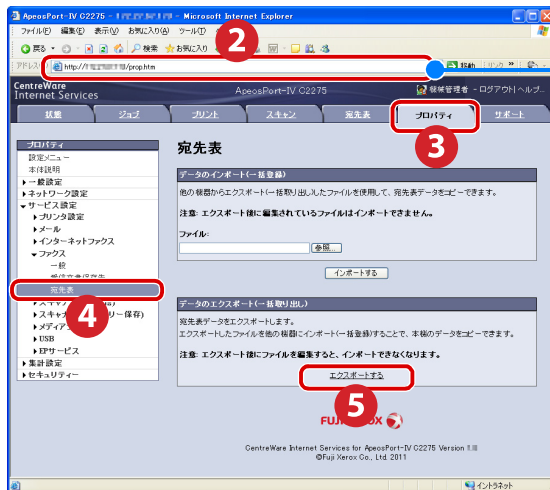 ApeosPort-IV C2275 - Microsoft Internet Explorer
ファイル(F) 編集(E) 表示(V) お気に入り ツール(T)
2
戻る 検索 お気に入り
http:// /prop.htm 移動 リンク »
CentreWare
Internet Services
ApeosPort-IV C2275
機械管理者 - ログアウト| ヘルプ
状態 ジョブ プリント スキャン 宛先表 プロパティ サポート
3
プロパティ
設定メニュー
本体説明
一般設定
ネットワーク設定
サービス設定
プリンタ設定
メール
インターネットファクス
ファクス
一般
宛先表
4
リー保存)
USB
EPサービス
集計設定
セキュリティー
宛先表
データのインポート(一括登録)
他の機器からエクスポート(一括取り出し)したファイルを使用して、宛先表データをコピーできます。
注意: エクスポート後に編集されているファイルはインポートできません。
ファイル:
参照...
インポートする
データのエクスポート(一括取り出し)
宛先表データをエクスポートします。
エクスポートしたファイルを他の機器にインポート(一括登録)することで、本機のデータをコピーできます。
注意: エクスポート後にファイルを編集すると、インポートできなくなります。
エクスポートする
5
CentreWare Internet Services for ApeosPort-IV C2275 Version
©Fuji Xerox Co., Ltd. 2011
イントラネット